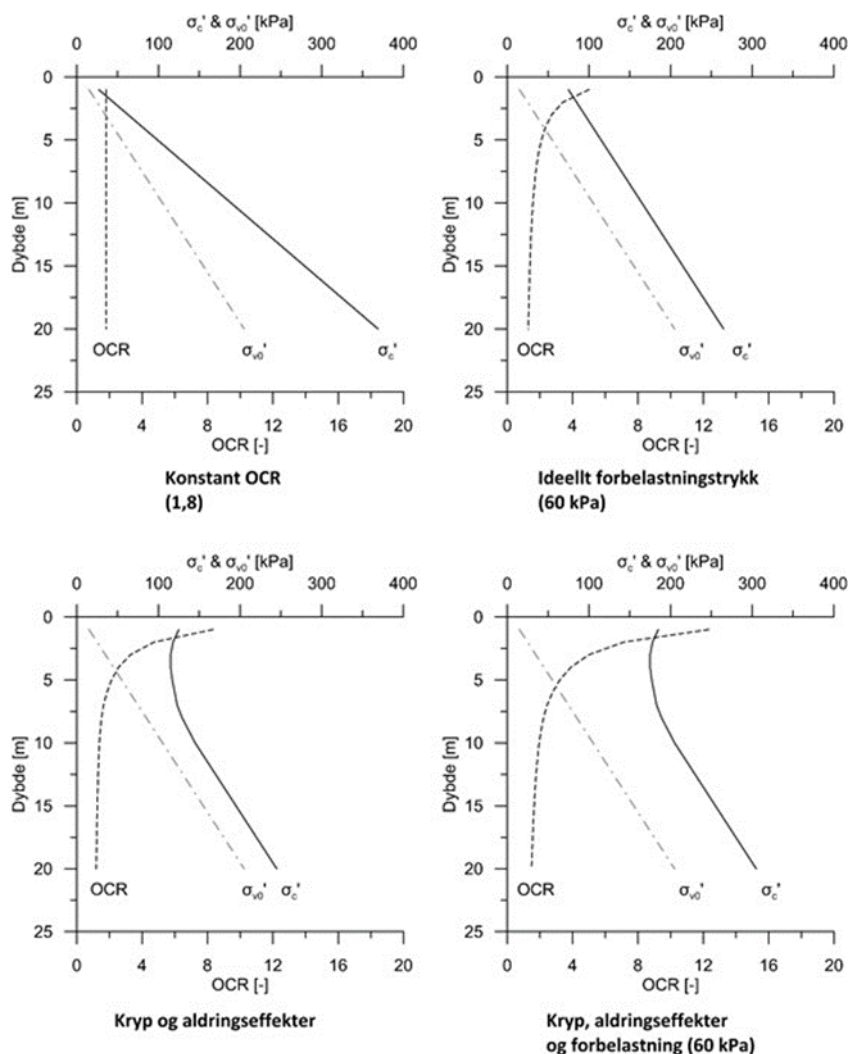 σc' & σv0' [kPa]
0 100 200 300 400
0
5
10
15
20
25
Dybde [m]
OCR
σv0'
σc'
0 4 8 12 16 20
OCR [-]
Konstant OCR
(1,8)
σc' & σv0' [kPa]
0 100 200 300 400
0
5
10
15
20
25
Dybde [m]
OCR
σv0'
σc'
0 4 8 12 16 20
OCR [-]
Ideellt forbelastningstrykk
(60 kPa)
σc' & σv0' [kPa]
0 100 200 300 400
0
5
10
15
20
25
Dybde [m]
OCR
σv0'
σc'
0 4 8 12 16 20
OCR [-]
Kryp og aldringseffekter
σc' & σv0' [kPa]
0 100 200 300 400
0
5
10
15
20
25
Dybde [m]
OCR
σv0'
σc'
0 4 8 12 16 20
OCR [-]
Kryp, aldringseffekter
og forbelastning (60 kPa)